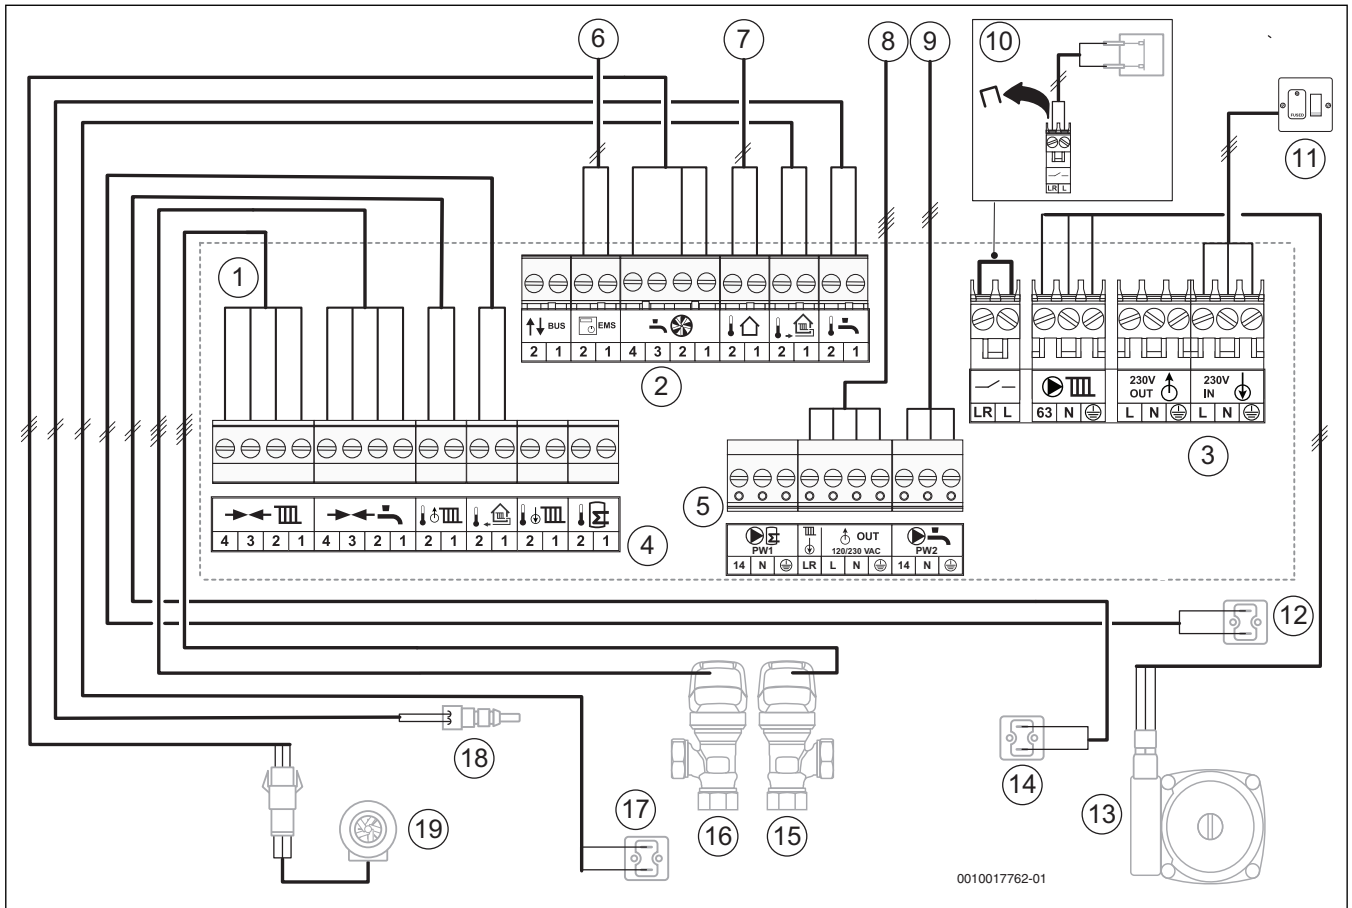 6
7
8
9
10
LR L
FUSED
11
1
BUS
EMS
2 1 2 1 4 3 2 1 2 1 2 1 2 1
2
230V OUT
230V IN
LR L 63 N L N L N
3
4 3 2 1 4 3 2 1 2 1 2 1 2 1 2 1
4
5
PW1
OUT
120/230 VAC
PW2
14 N LR L N 14 N
12
13
14
15
16
17
18
19
0010017762-01